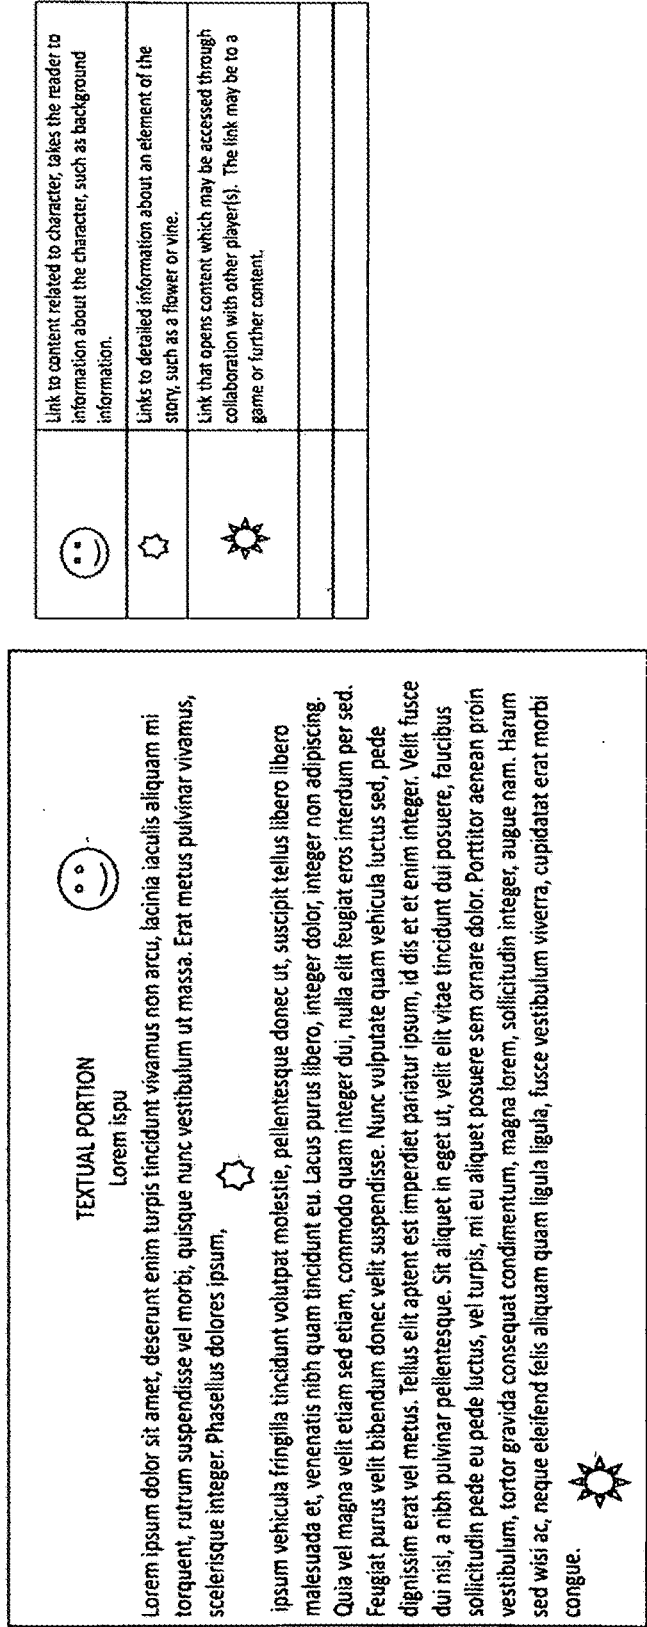 TEXTUAL PORTION
Lorem ispu
Lorem ipsum dolor sit amet, deserunt enim turpis tincidunt vivamus non arcu, lacinia iaculis aliquam mi
torquent, rutrum suspendisse vel morbi, quisque nunc vestibulum ut massa. Erat metus pulvinar vivamus,
scelerisque integer. Phasellus dolores ipsum,
ipsum vehicula fringilla tincidunt volutpat molestie, pellentesque donec ut, suscipit tellus libero libero
malesuada et, venenatis nibh quam tincidunt eu. Lacus purus libero, integer dolor, integer non adipiscing.
Quia vel magna velit etiam sed etiam, commodo quam integer dui, nulla elit feugiat eros interdum per sed.
Feugiat purus velit bibendum donec velit suspendisse. Nunc vulputate quam vehicula luctus sed, pede
dignissim erat vel metus. Tellus elit aptent est imperdiet pariatur ipsum, id dis et et enim integer. Velit fusce
dui nisl, a nibh pulvinar pellentesque. Sit aliquet in eget ut, velit elit vitae tincidunt dui posuere, faucibus
sollicitudin pede eu pede luctus, vel turpis, mi eu aliquet posuere sem ornare dolor. Porttitor aenean proin
vestibulum, tortor gravida consequat condimentum, magna lorem, sollicitudin integer, augue nam. Harum
sed wisi ac, neque eleifend felis aliquam quam ligula ligula, fusce vestibulum viverra, cupidatat erat morbi
congue.
Link to content related to character, takes the reader to
information about the character, such as background
information.
Links to detailed information about an element of the
story, such as a flower or vine.
Link that opens content which may be accessed through
collaboration with other player(s). The link may be to a
game or further content.